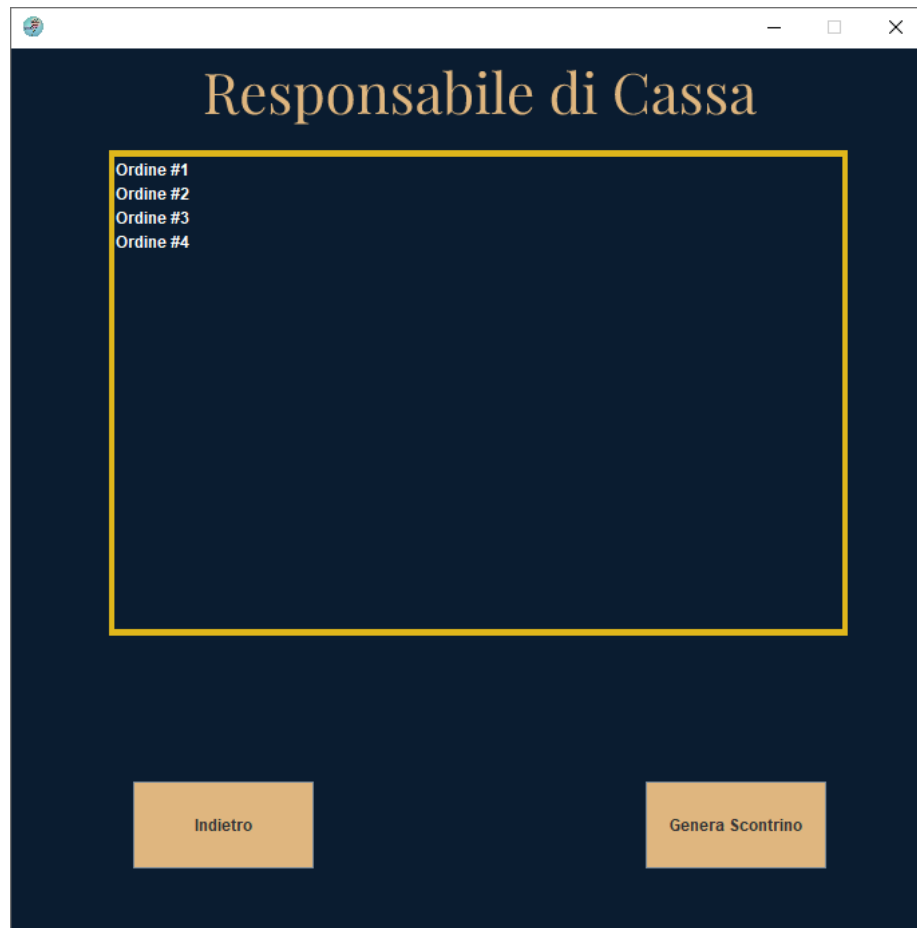 Responsabile di Cassa
Ordine #1
Ordine #2
Ordine #3
Ordine #4
Indietro
Genera Scontrino